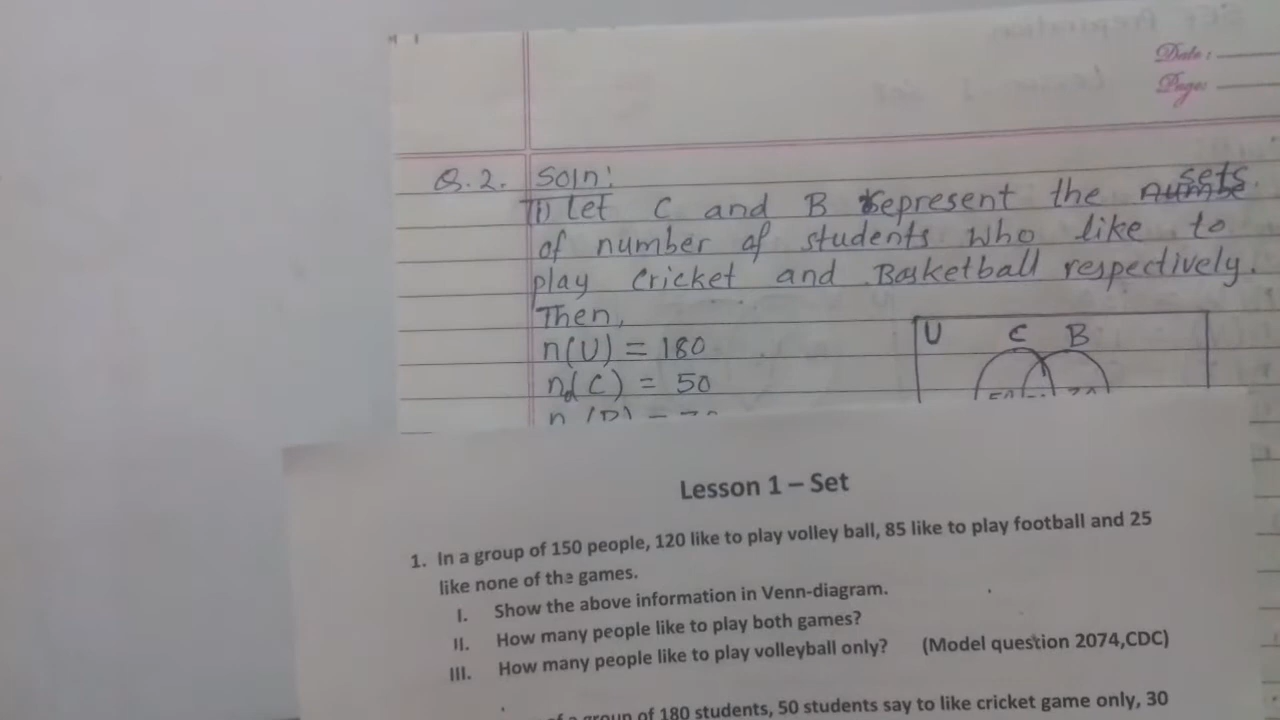 Date:
Page:
Q.2. Soln:
i) Let C and B represent the sets
of number of students who like to
play cricket and Basketball respectively.
Then,
n(U) = 180
n₀(C) = 50
U C B
Lesson 1 – Set
1. In a group of 150 people, 120 like to play volley ball, 85 like to play football and 25
like none of the games.
I. Show the above information in Venn-diagram.
II. How many people like to play both games?
III. How many people like to play volleyball only? (Model question 2074,CDC)
of a group of 180 students, 50 students say to like cricket game only, 30